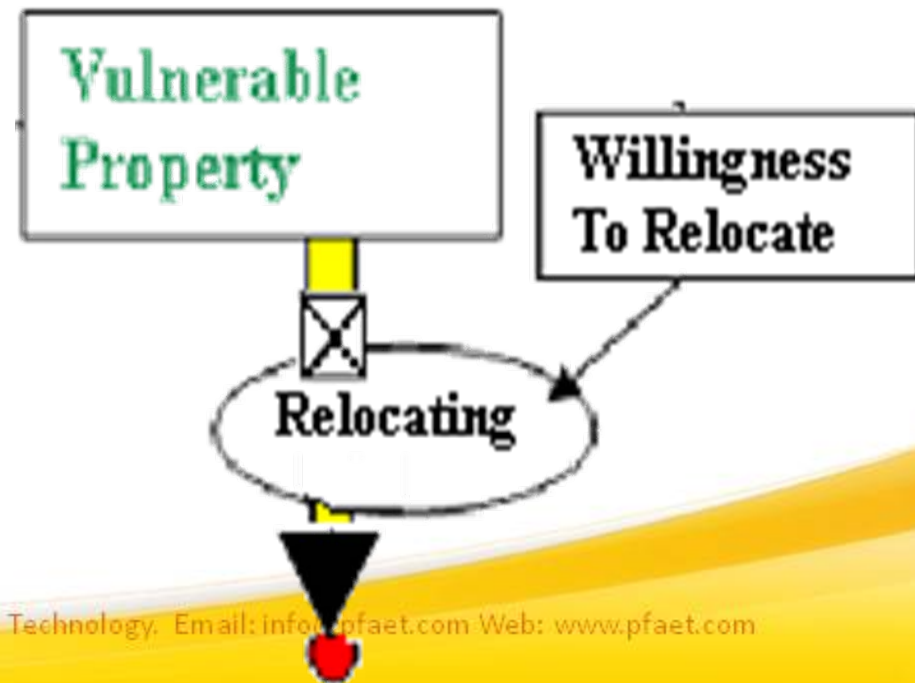 Vulnerable
Property
Willingness
To Relocate
Relocating
Technology. Email: info@pfaet.com Web: www.pfaet.com